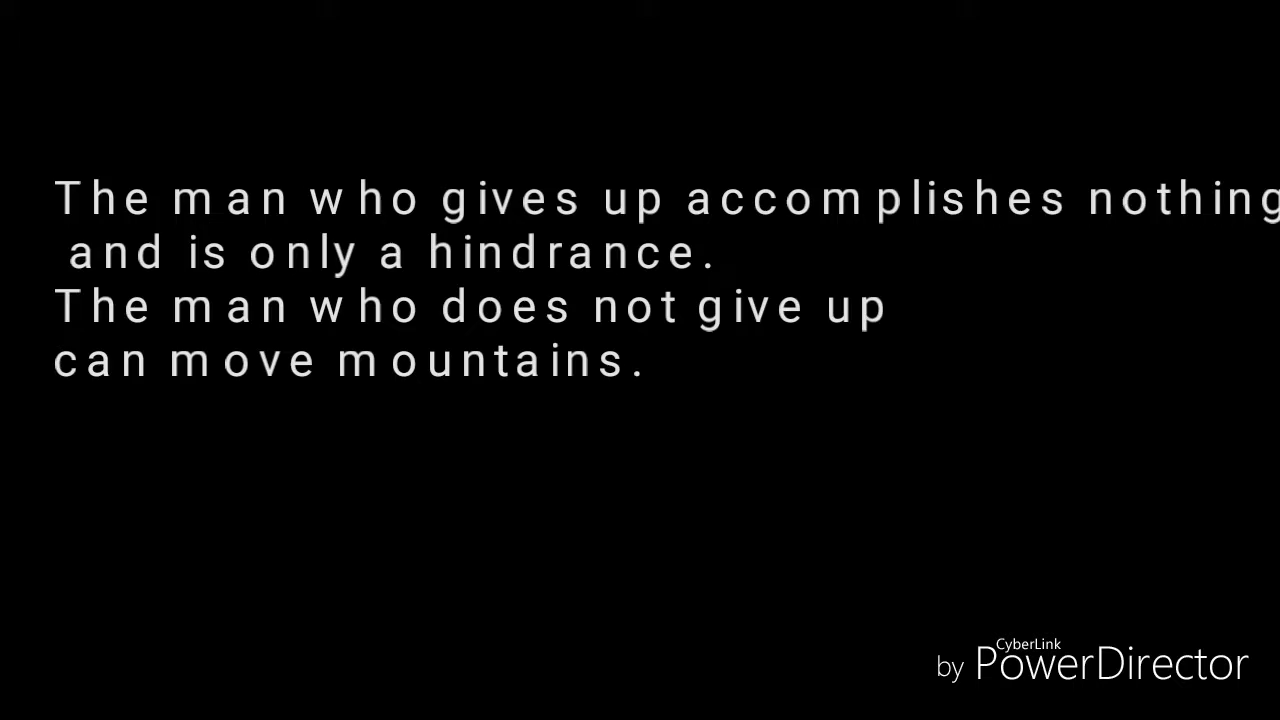 The man who gives up accomplishes nothing
and is only a hindrance.
The man who does not give up
can move mountains.
CyberLink
by PowerDirector